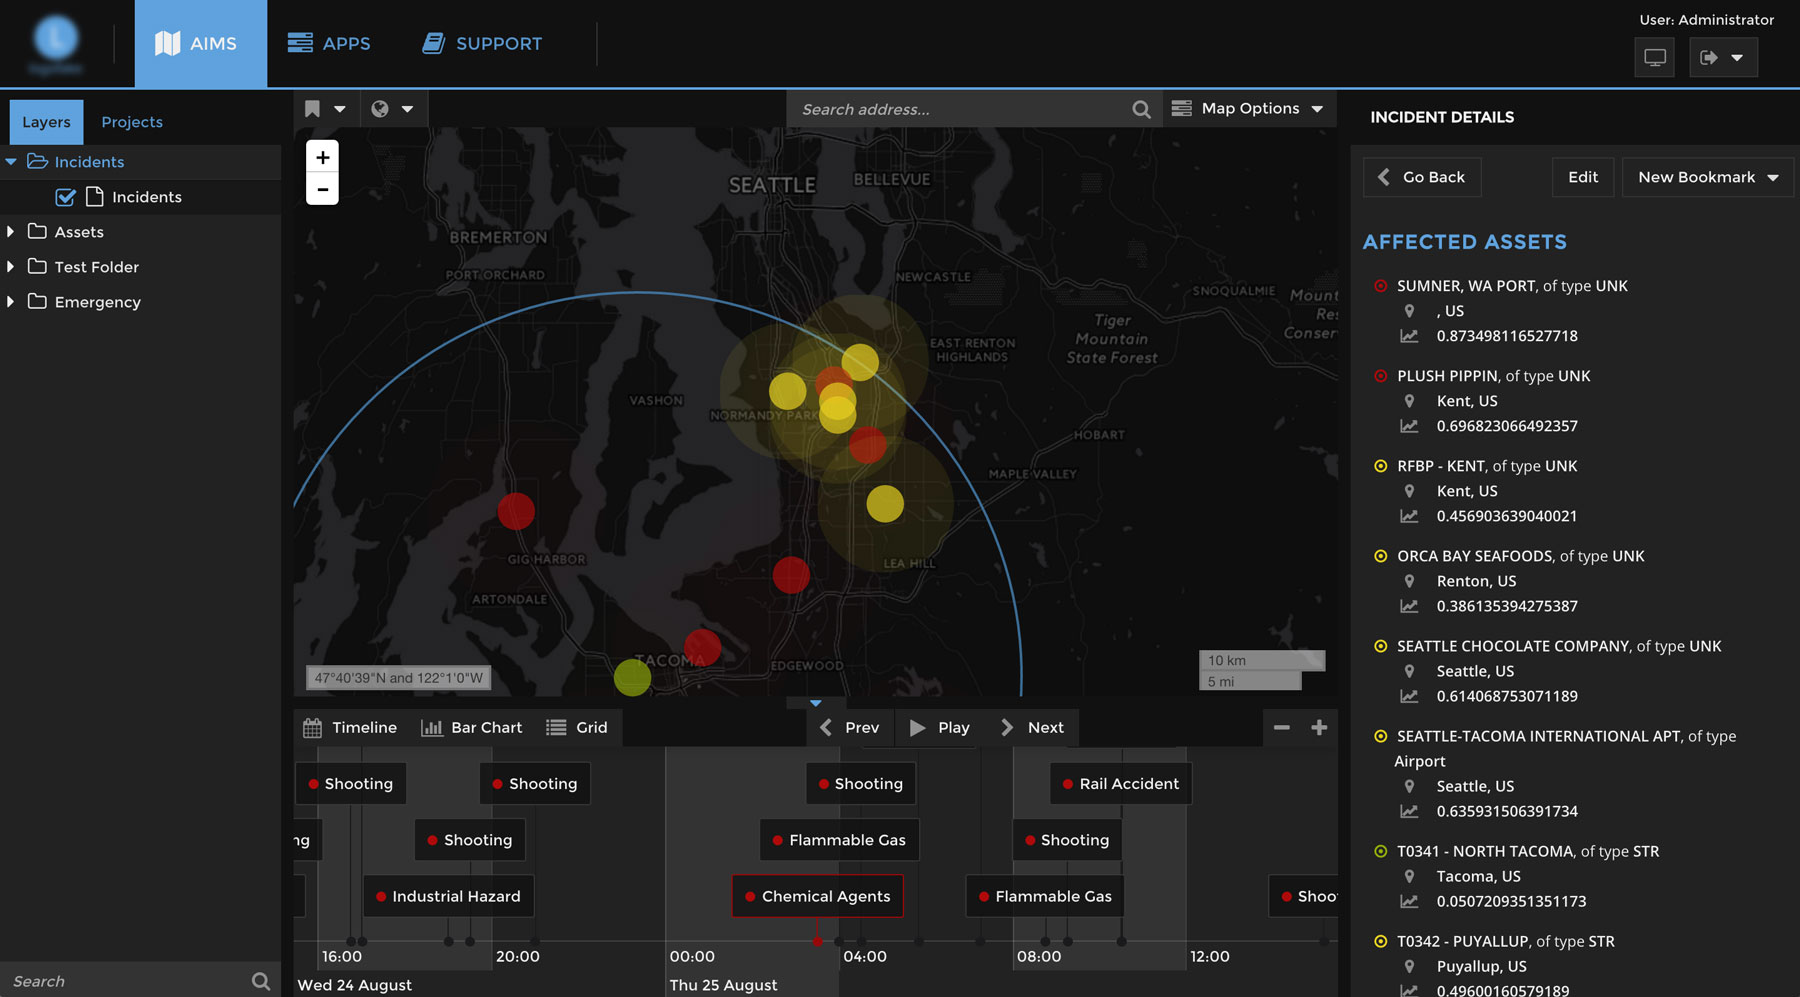 AIMS
APPS
SUPPORT
User: Administrator
Layers
Projects
Incidents
Incidents
Assets
Test Folder
Emergency
Search
Search address...
Map Options
+
−
SEATTLE
BELLEVUE
BREMERTON
PORT ORCHARD
NEWCASTLE
SNOQUALMIE
Mount
Res
Conserv
Tiger
Mountain
State Forest
EAST RENTON
HIGHLANDS
VASHON
NORMANDY PARK
HOBART
MAPLE VALLEY
GIG HARBOR
LEA HILL
ARTONDALE
TACOMA
EDGEWOOD
47°40'39"N and 122°1'0"W
10 km
5 mi
Timeline
Bar Chart
Grid
Prev
Play
Next
Shooting
Shooting
Shooting
Rail Accident
ng
Shooting
Flammable Gas
Shooting
Industrial Hazard
Chemical Agents
Flammable Gas
Shoo
16:00
20:00
00:00
04:00
08:00
12:00
Wed 24 August
Thu 25 August
INCIDENT DETAILS
Go Back
Edit
New Bookmark
AFFECTED ASSETS
SUMNER, WA PORT, of type UNK
, US
0.873498116527718
PLUSH PIPPIN, of type UNK
Kent, US
0.696823066492357
RFBP - KENT, of type UNK
Kent, US
0.456903639040021
ORCA BAY SEAFOODS, of type UNK
Renton, US
0.386135394275387
SEATTLE CHOCOLATE COMPANY, of type UNK
Seattle, US
0.614068753071189
SEATTLE-TACOMA INTERNATIONAL APT, of type
Airport
Seattle, US
0.635931506391734
T0341 - NORTH TACOMA, of type STR
Tacoma, US
0.0507209351351173
T0342 - PUYALLUP, of type STR
Puyallup, US
0.49600160579189